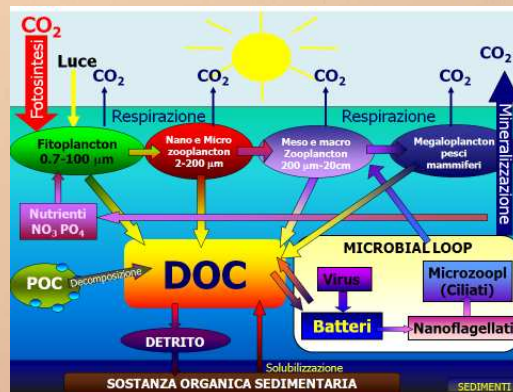 CO2
Fotosintesi
Luce
CO2
CO2
CO2
CO2
CO2
Respirazione
Respirazione
Mineralizzazione
Fitoplancton
0.7-100 µm
Nano e Micro
zooplancton
2-200 µm
Meso e macro
Zooplancton
200 µm-20cm
Megaloplancton
pesci
mammiferi
Nutrienti
NO3 PO4
POC
Decomposizione
DOC
MICROBIAL LOOP
Virus
Microzoopl
(Ciliati)
Batteri
Nanoflagellati
DETRITO
Solubilizzazione
SOSTANZA ORGANICA SEDIMENTARIA
SEDIMENTI